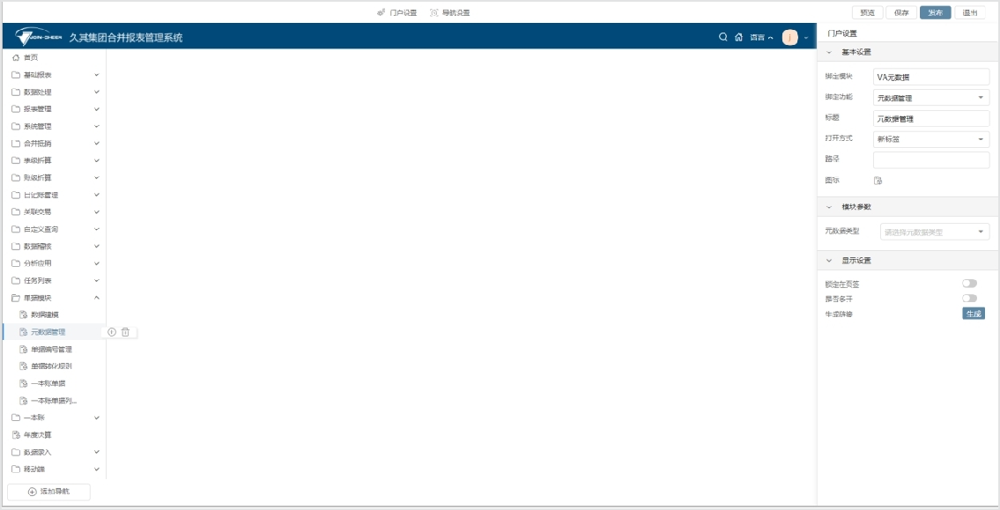 门户设置 导航设置 预览 保存 发布 退出
JOIN-CHEER 久其集团合并报表管理系统 语言 J
门户设置
首页
基础报表
数据处理
报表管理
系统管理
合并抵销
表级折算
账级折算
日记账管理
关联交易
自定义查询
数据稽核
分析应用
任务列表
单据模块
数据建模
元数据管理
单据编号管理
单据转化规则
一本账单据
一本账单据列...
一本账
年度决算
数据录入
移动端
添加导航
基本设置
绑定模块 VA元数据
绑定功能 元数据管理
标题 元数据管理
打开方式 新标签
路径
图标
模块参数
元数据类型 请选择元数据类型
显示设置
锁定在页签
是否多开
生成链接 生成